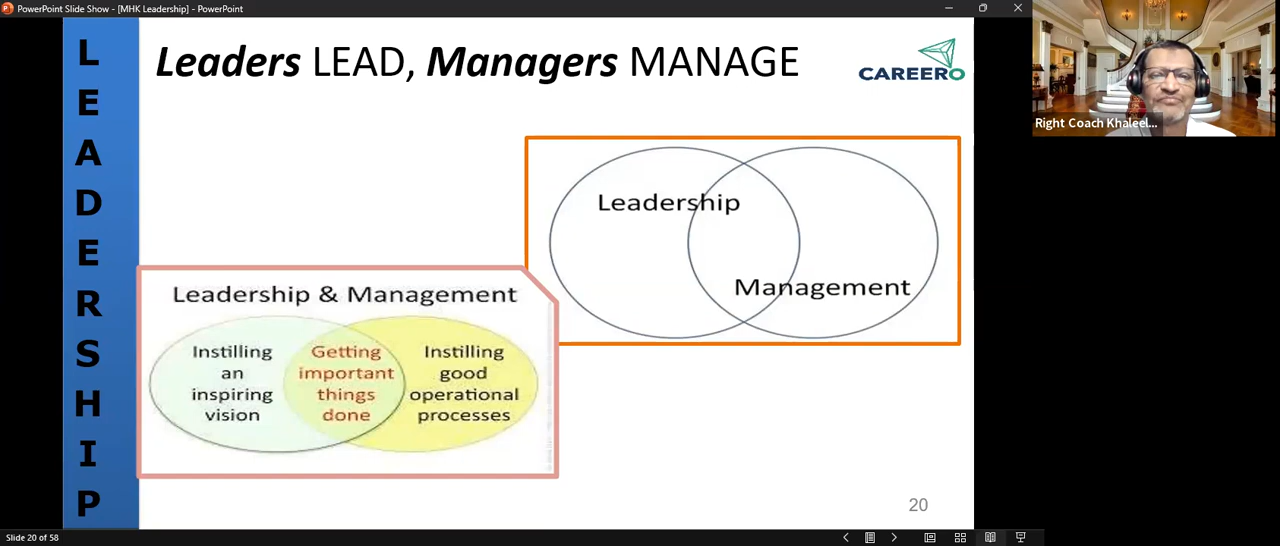 PowerPoint Slide Show - [MHK Leadership] - PowerPoint
LEADERSHIP
Leaders LEAD, Managers MANAGE
CAREERO
Right Coach Khaleel...
Leadership
Management
Leadership & Management
Instilling
an
inspiring
vision
Getting
important
things
done
Instilling
good
operational
processes
20
Slide 20 of 58